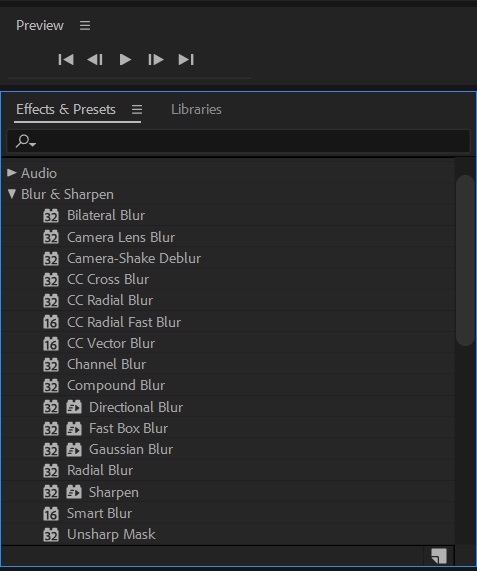 Preview
Effects & Presets Libraries
Audio
Blur & Sharpen
32 Bilateral Blur
32 Camera Lens Blur
32 Camera-Shake Deblur
32 CC Cross Blur
32 CC Radial Blur
16 CC Radial Fast Blur
16 CC Vector Blur
32 Channel Blur
32 Compound Blur
32 Directional Blur
32 Fast Box Blur
32 Gaussian Blur
32 Radial Blur
32 Sharpen
16 Smart Blur
32 Unsharp Mask